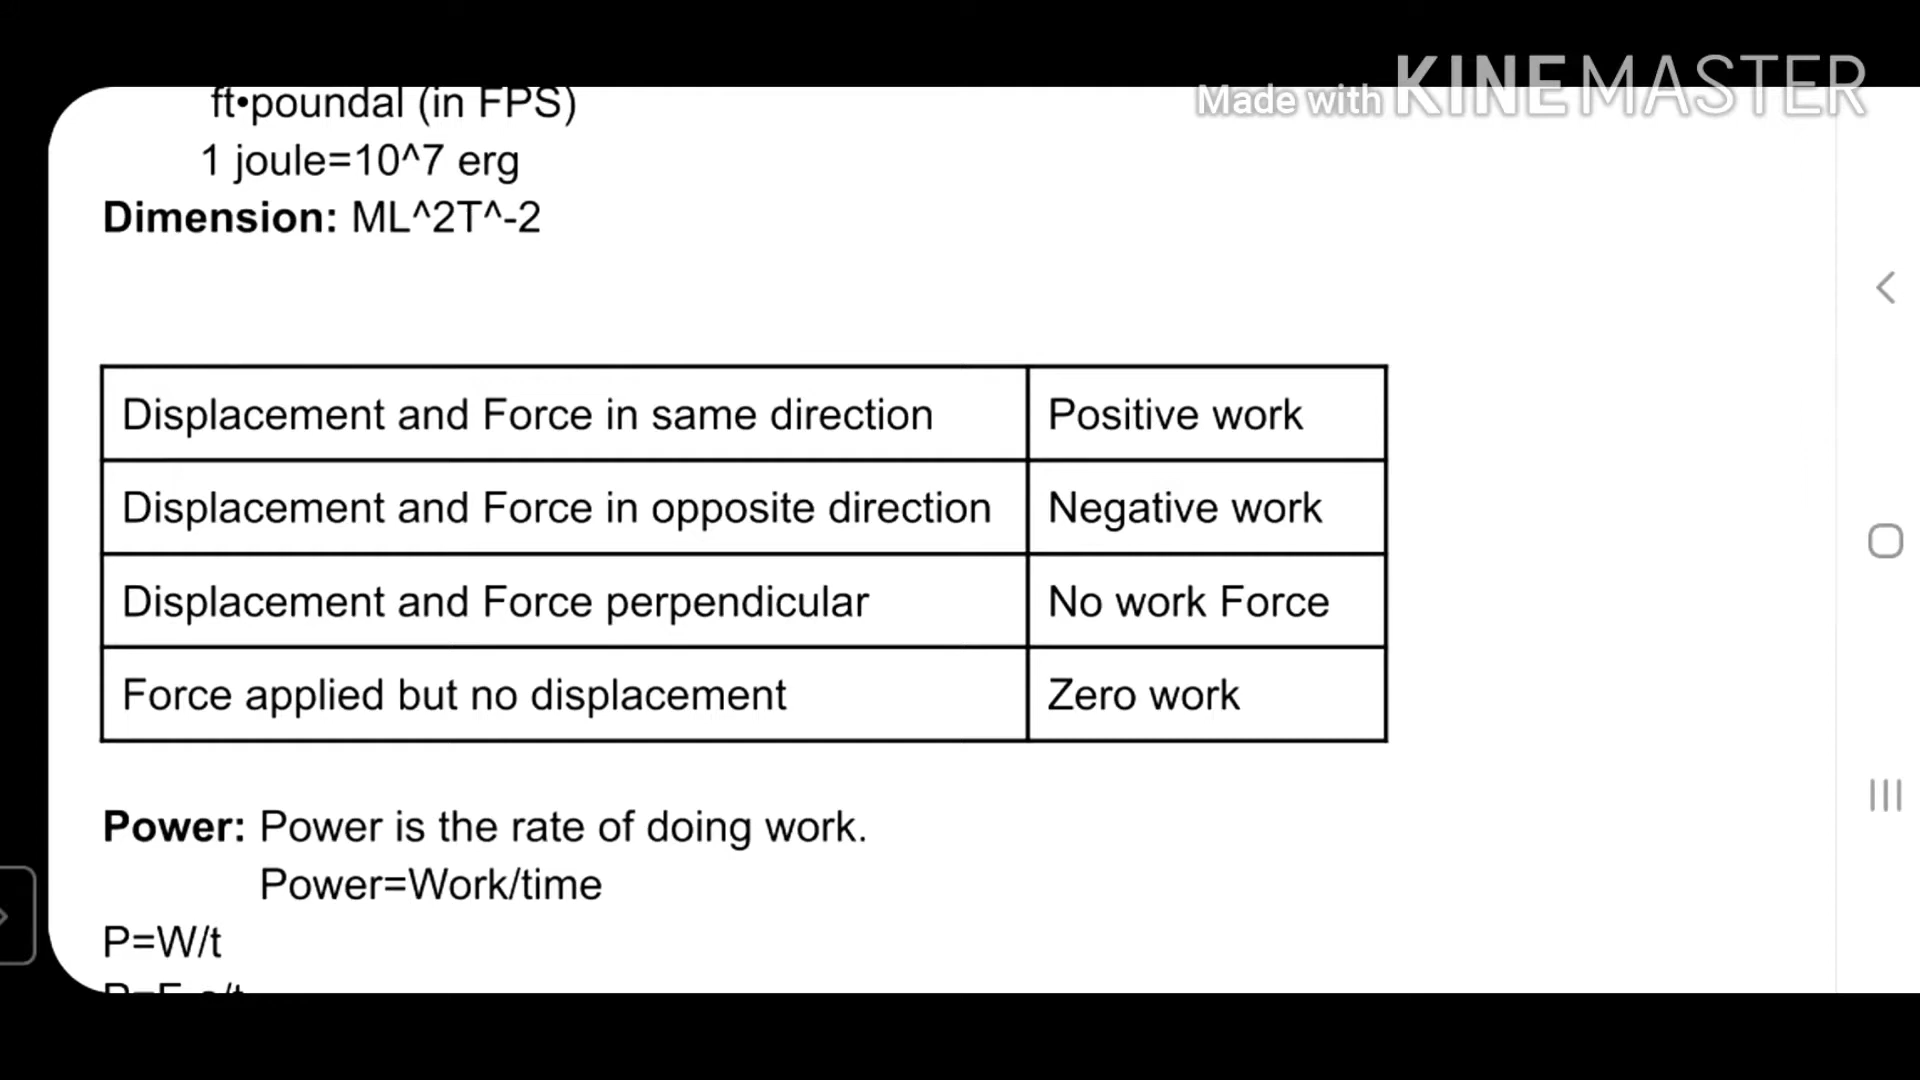 Made with KINEMASTER
ft•poundal (in FPS)
1 joule=10^7 erg
Dimension: ML^2T^-2
Displacement and Force in same direction Positive work
Displacement and Force in opposite direction Negative work
Displacement and Force perpendicular No work Force
Force applied but no displacement Zero work
Power: Power is the rate of doing work.
Power=Work/time
P=W/t